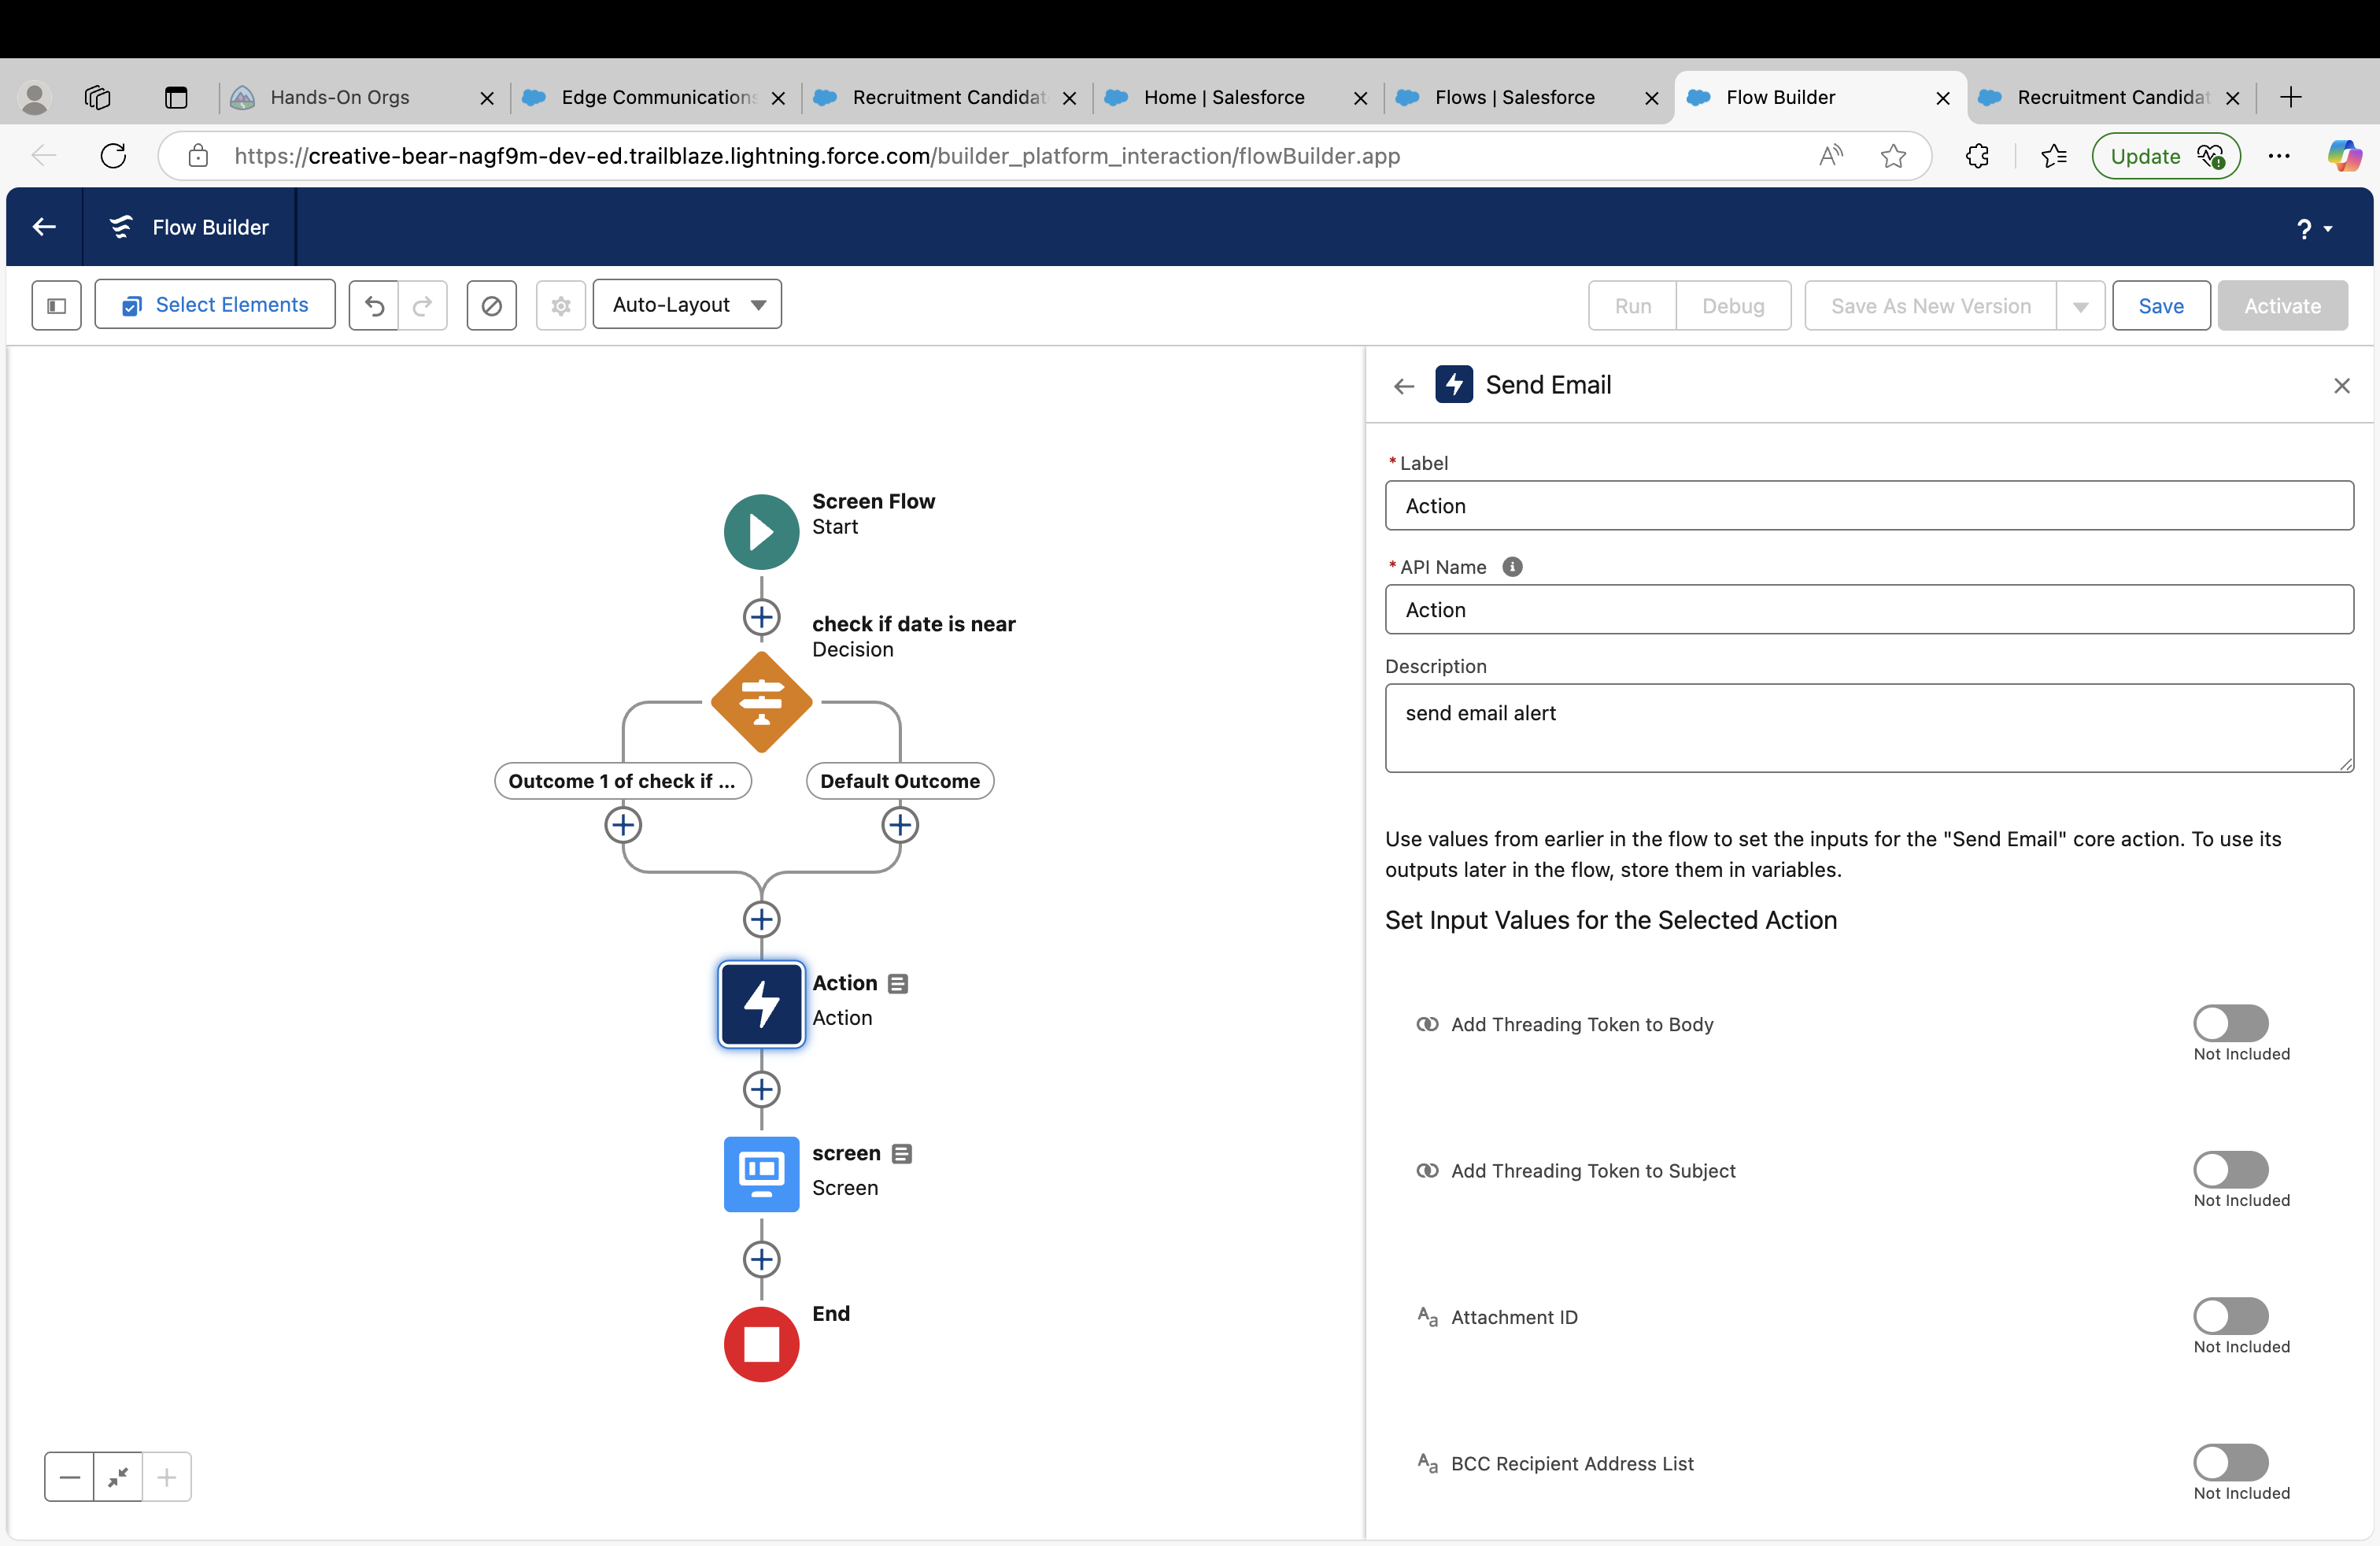 Hands-On Orgs
Edge Communications
Recruitment Candidat
Home | Salesforce
Flows | Salesforce
Flow Builder
Recruitment Candidat
https://creative-bear-nagf9m-dev-ed.trailblaze.lightning.force.com/builder_platform_interaction/flowBuilder.app
Update
Flow Builder
?
Select Elements
Auto-Layout
Run
Debug
Save As New Version
Save
Activate
Screen Flow
Start
check if date is near
Decision
Outcome 1 of check if ...
Default Outcome
Action
Action
screen
Screen
End
Send Email
* Label
Action
* API Name
Action
Description
send email alert
Use values from earlier in the flow to set the inputs for the "Send Email" core action. To use its
outputs later in the flow, store them in variables.
Set Input Values for the Selected Action
Add Threading Token to Body
Not Included
Add Threading Token to Subject
Not Included
Aa Attachment ID
Not Included
Aa BCC Recipient Address List
Not Included